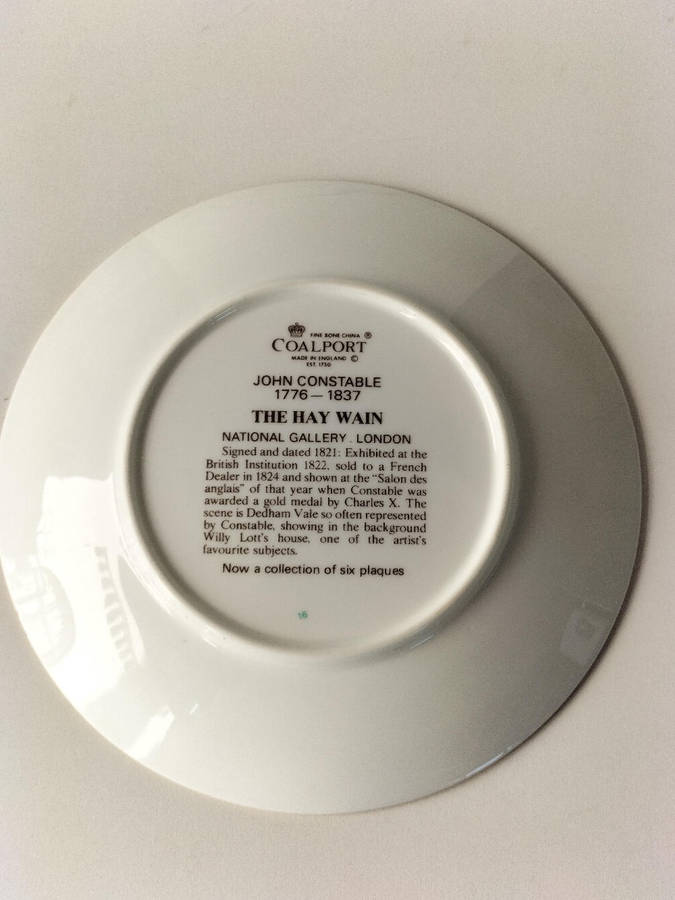 FINE BONE CHINA ®
COALPORT
MADE IN ENGLAND ©
EST. 1750
JOHN CONSTABLE
1776 — 1837
THE HAY WAIN
NATIONAL GALLERY . LONDON
Signed and dated 1821: Exhibited at the
British Institution 1822, sold to a French
Dealer in 1824 and shown at the "Salon des
anglais" of that year when Constable was
awarded a gold medal by Charles X. The
scene is Dedham Vale so often represented
by Constable, showing in the background
Willy Lott's house, one of the artist's
favourite subjects.
Now a collection of six plaques
16